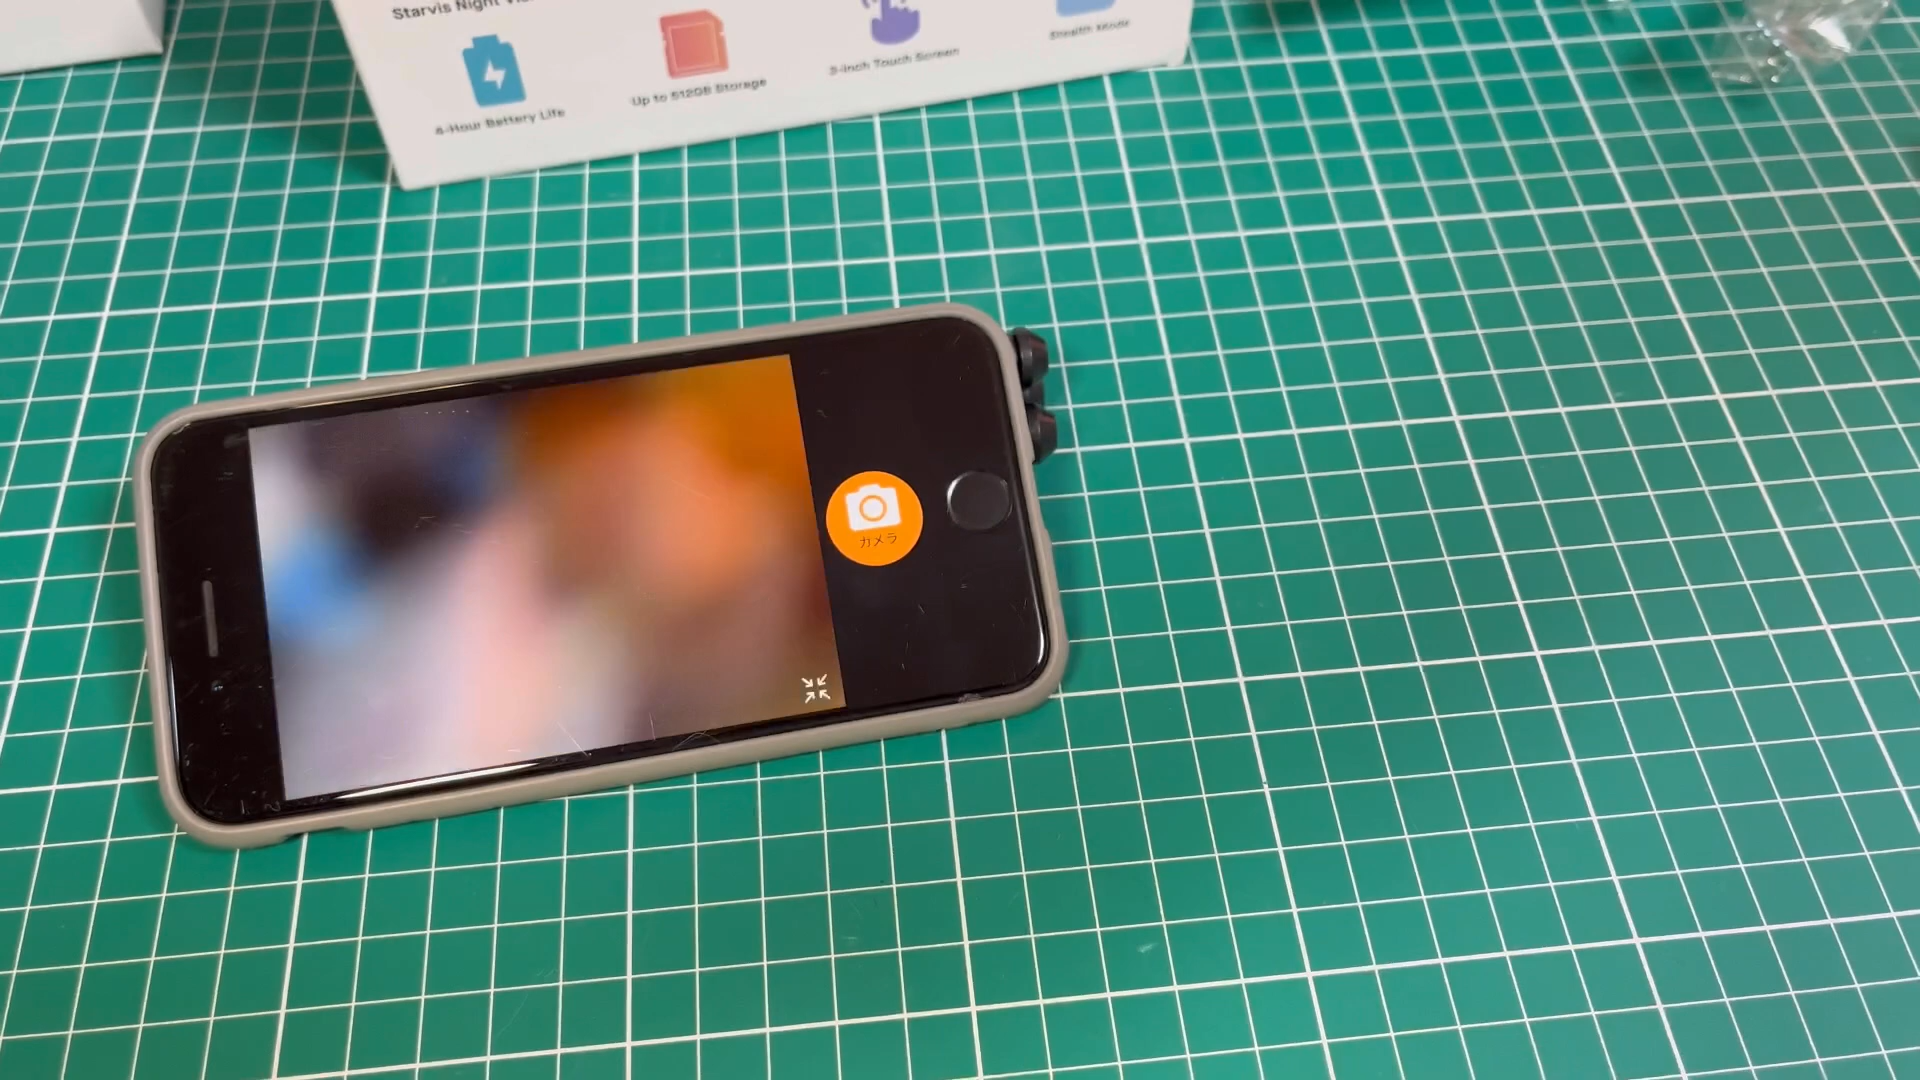 Starvis Night
4-Hour Battery Life
Up to 512GB Storage
3-inch Touch Screen
Stealth Mode
カメラ